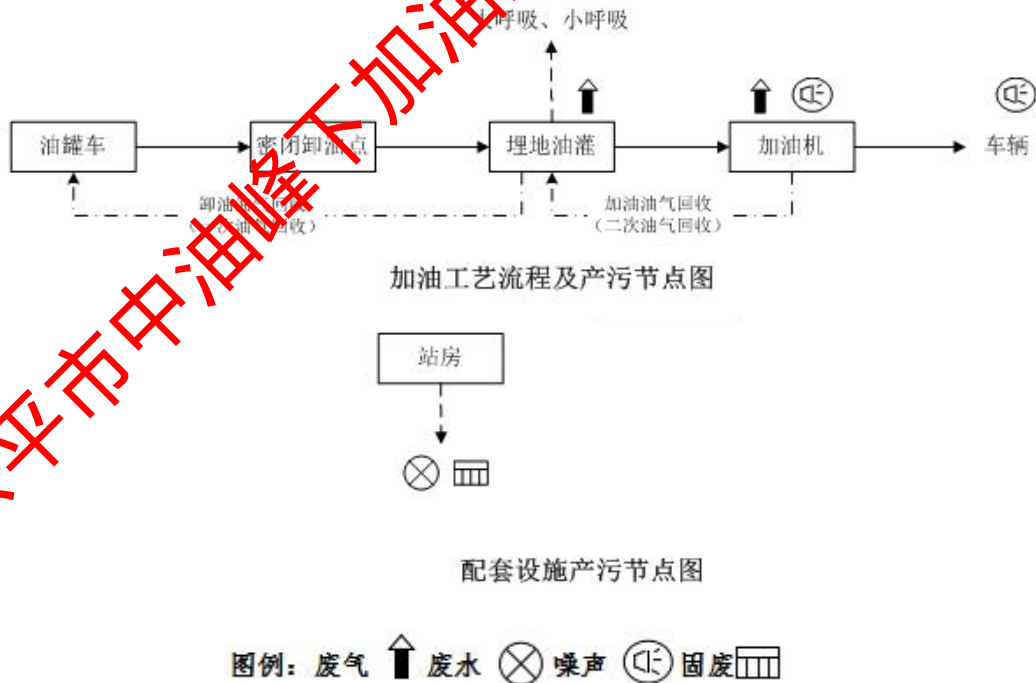 大呼吸、小呼吸
油罐车
密闭卸油点
埋地油灌
加油机
车辆
卸油油气回收
(一次油气回收)
加油油气回收
(二次油气回收)
加油工艺流程及产污节点图
站房
配套设施产污节点图
图例：废气 废水 噪声 固废
平市中油峰下加油